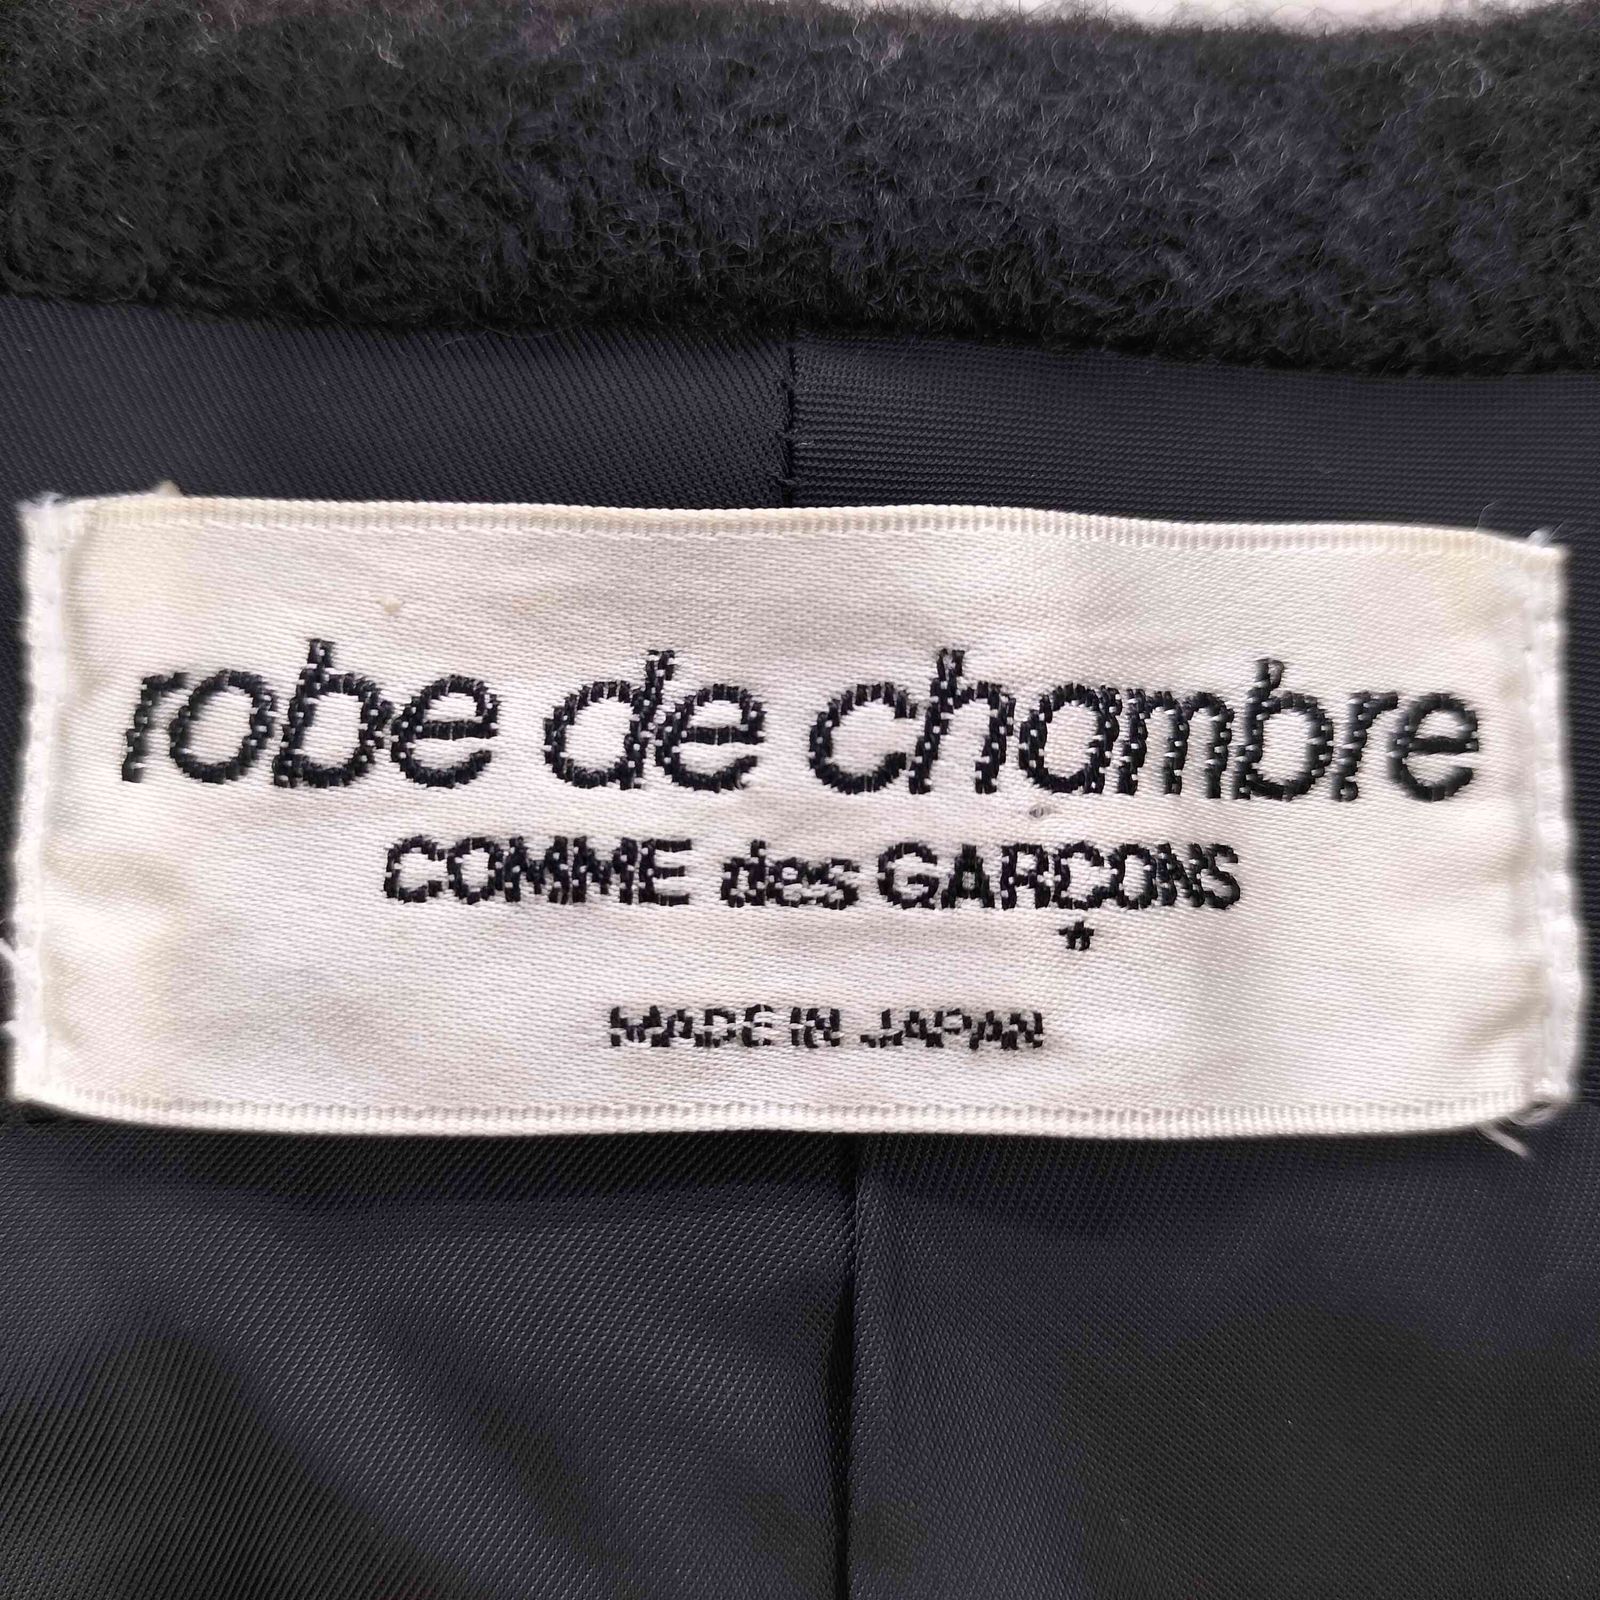 robe de chambre
COMME des GARÇONS
MADE IN JAPAN